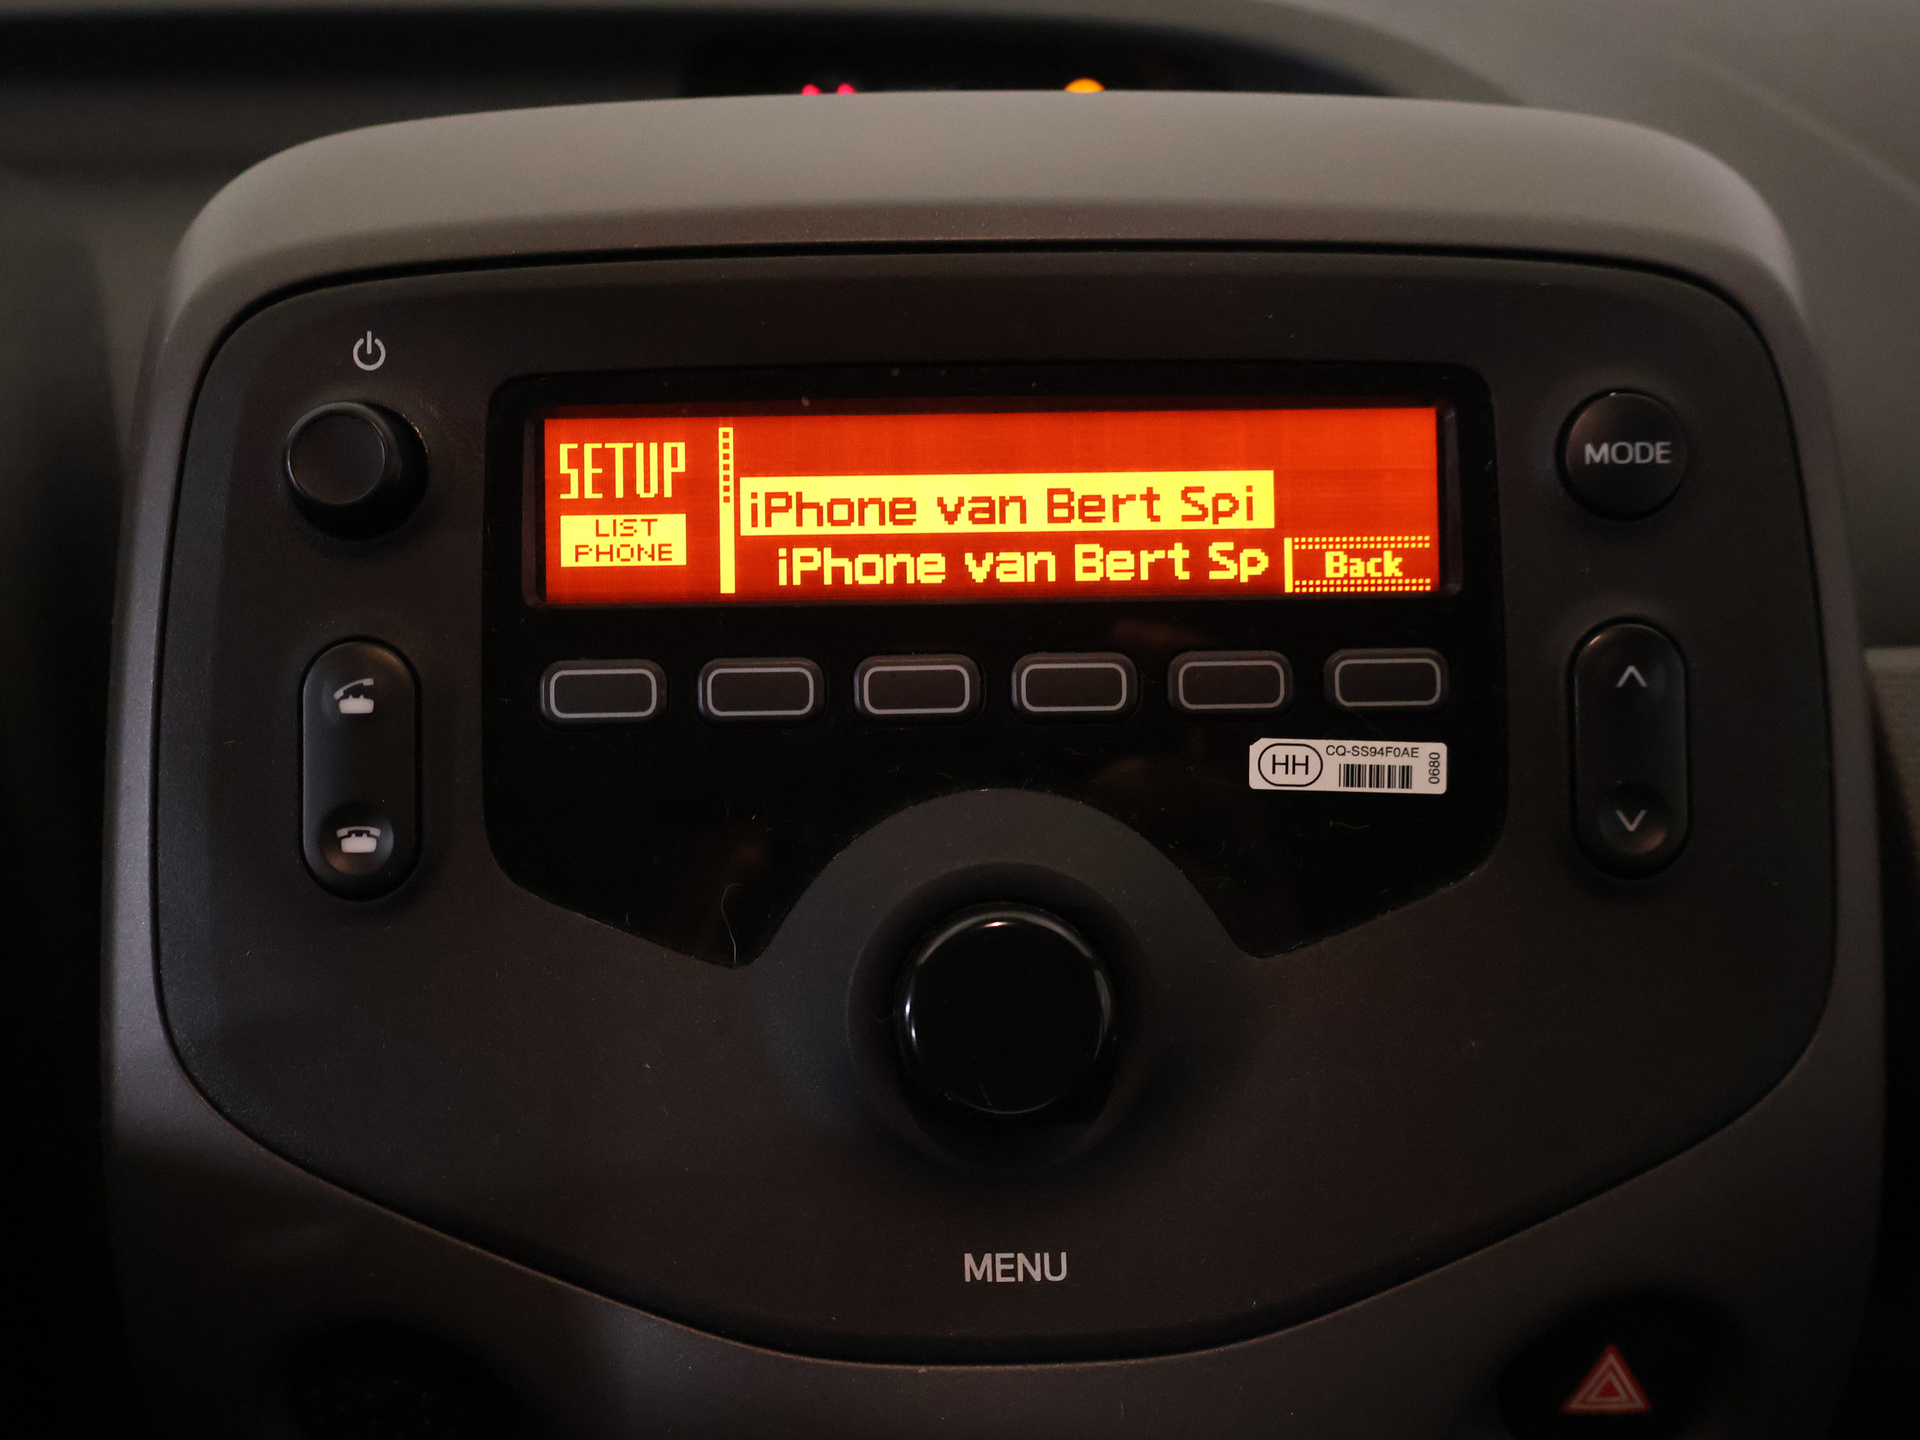 SETUP
LIST
PHONE
iPhone van Bert Spi
iPhone van Bert Sp
Back
MODE
HH
CQ-SS94F0AE
0680
MENU